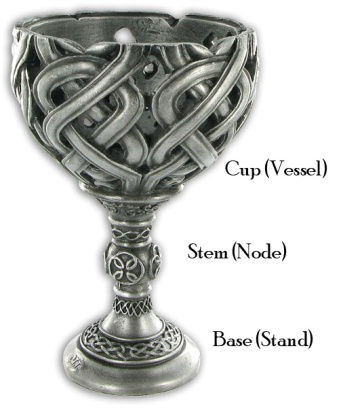 Cup (Vessel)
Stem (Node)
Base (Stand)